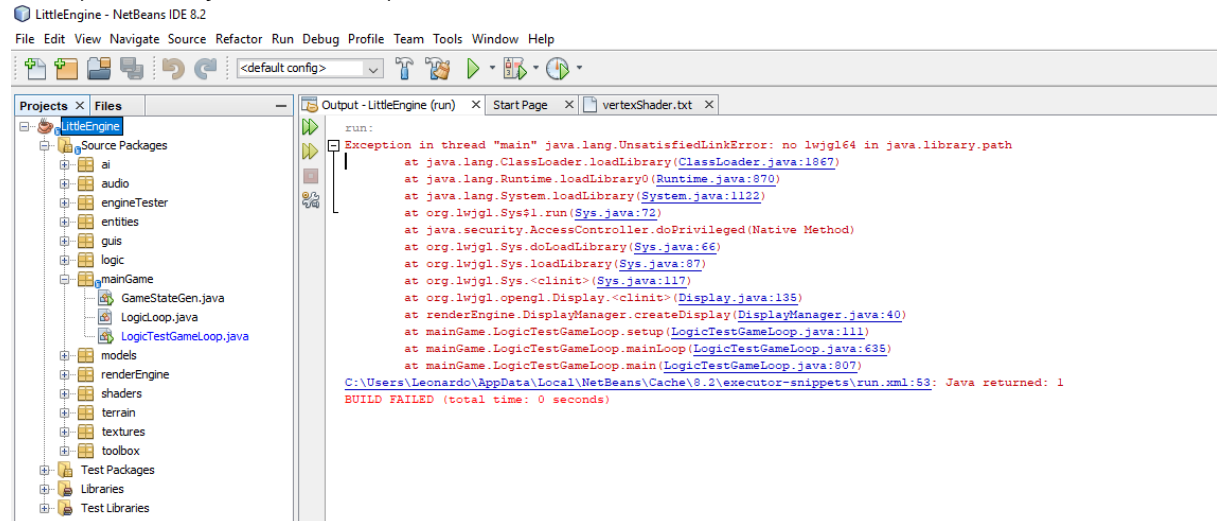 LittleEngine - NetBeans IDE 8.2
File Edit View Navigate Source Refactor Run Debug Profile Team Tools Window Help
<default config>
Projects × Files
Output - LittleEngine (run) × Start Page × vertexShader.txt ×
LittleEngine
Source Packages
ai
audio
engineTester
entities
guis
logic
mainGame
GameStateGen.java
LogicLoop.java
LogicTestGameLoop.java
models
renderEngine
shaders
terrain
textures
toolbox
Test Packages
Libraries
Test Libraries
run:
Exception in thread "main" java.lang.UnsatisfiedLinkError: no lwjgl64 in java.library.path
at java.lang.ClassLoader.loadLibrary(ClassLoader.java:1867)
at java.lang.Runtime.loadLibrary0(Runtime.java:870)
at java.lang.System.loadLibrary(System.java:1122)
at org.lwjgl.Sys$1.run(Sys.java:72)
at java.security.AccessController.doPrivileged(Native Method)
at org.lwjgl.Sys.doLoadLibrary(Sys.java:66)
at org.lwjgl.Sys.loadLibrary(Sys.java:87)
at org.lwjgl.Sys.<clinit>(Sys.java:117)
at org.lwjgl.opengl.Display.<clinit>(Display.java:135)
at renderEngine.DisplayManager.createDisplay(DisplayManager.java:40)
at mainGame.LogicTestGameLoop.setup(LogicTestGameLoop.java:111)
at mainGame.LogicTestGameLoop.mainLoop(LogicTestGameLoop.java:635)
at mainGame.LogicTestGameLoop.main(LogicTestGameLoop.java:807)
C:\Users\Leonardo\AppData\Local\NetBeans\Cache\8.2\executor-snippets\run.xml:53: Java returned: 1
BUILD FAILED (total time: 0 seconds)